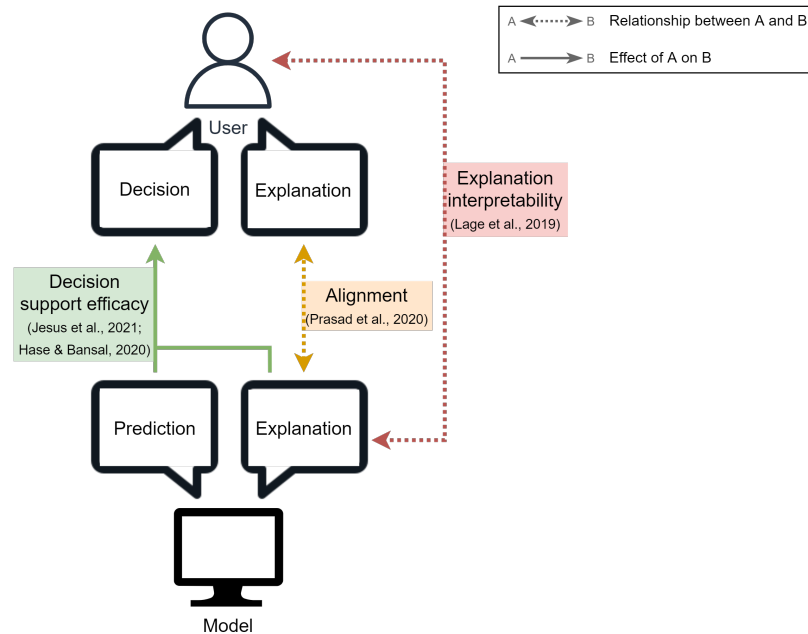 A B Relationship between A and B
A B Effect of A on B
User
Decision
Explanation
Explanation
interpretability
(Lage et al., 2019)
Decision
support efficacy
(Jesus et al., 2021;
Hase & Bansal, 2020)
Alignment
(Prasad et al., 2020)
Prediction
Explanation
Model